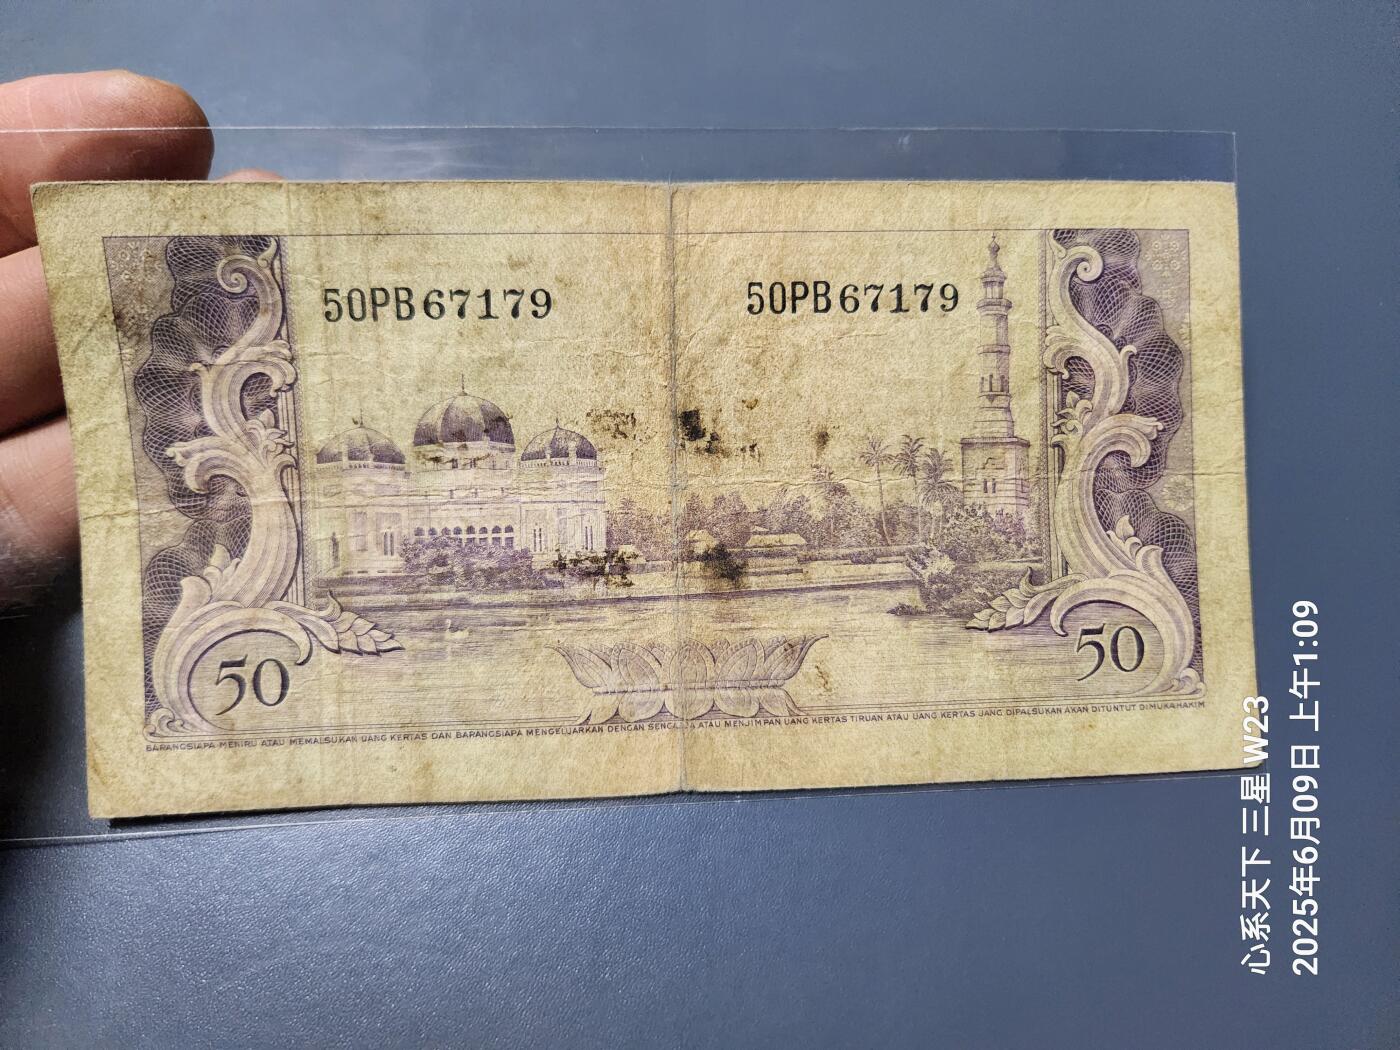 50PB67179
50PB67179
50
50
BARANGSIAPA MENIRU ATAU MEMALSUKAN UANG KERTAS DAN BARANGSIAPA MENGELUARKAN DENGAN SENGADJA ATAU MENJIMPAN UANG KERTAS TIRUAN ATAU UANG KERTAS JANG DIPALSUKAN AKAN DITUNTUT DIMUKA HAKIM
心系天下 三星 W23
2025年6月09日 上午1:09